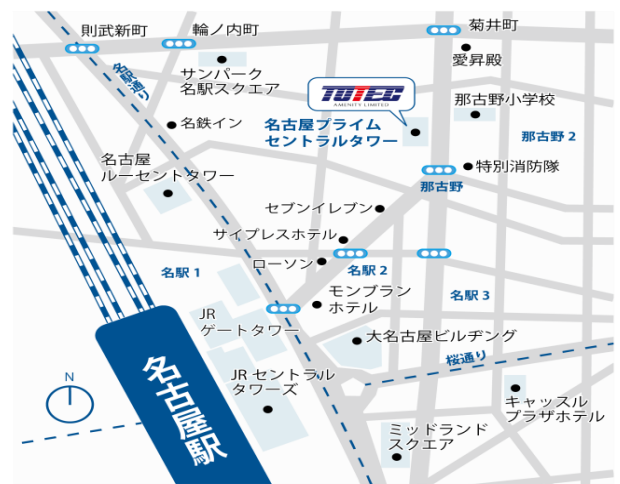 則武新町
輪ノ内町
菊井町
愛昇殿
サンパーク
名駅スクエア
名駅通り
TOTEC
AMENITY LIMITED
那古野小学校
名鉄イン
名古屋プライム
セントラルタワー
那古野 2
名古屋
ルーセントタワー
特別消防隊
那古野
セブンイレブン
サイプレスホテル
ローソン
名駅 1
名駅 2
名駅 3
モンブラン
ホテル
JR
ゲートタワー
大名古屋ビルヂング
桜通り
JR セントラル
タワーズ
名古屋駅
N
キャッスル
プラザホテル
ミッドランド
スクエア